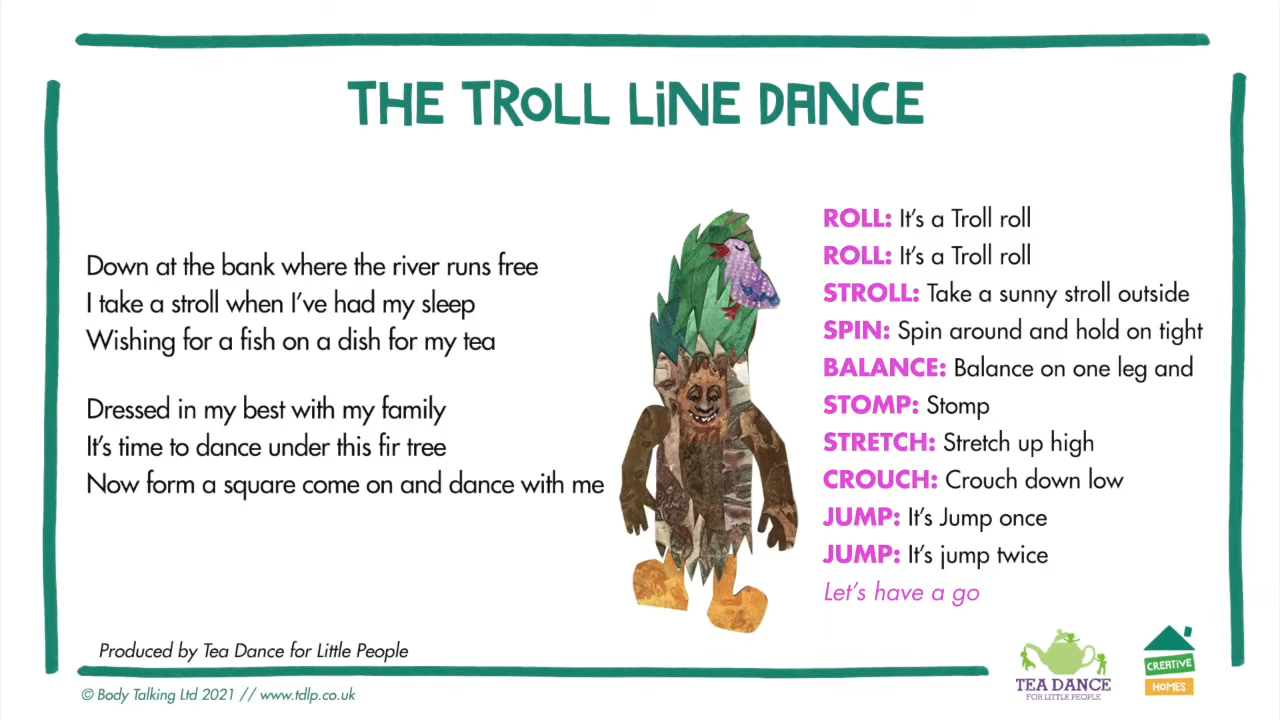 THE TROLL LiNE DANCE
Down at the bank where the river runs free
I take a stroll when I've had my sleep
Wishing for a fish on a dish for my tea
Dressed in my best with my family
It's time to dance under this fir tree
Now form a square come on and dance with me
ROLL: It's a Troll roll
ROLL: It's a Troll roll
STROLL: Take a sunny stroll outside
SPIN: Spin around and hold on tight
BALANCE: Balance on one leg and
STOMP: Stomp
STRETCH: Stretch up high
CROUCH: Crouch down low
JUMP: It's Jump once
JUMP: It's jump twice
Let's have a go
Produced by Tea Dance for Little People
© Body Talking Ltd 2021 // www.tdlp.co.uk
TEA DANCE
FOR LITTLE PEOPLE
CREATiVE
HOMES